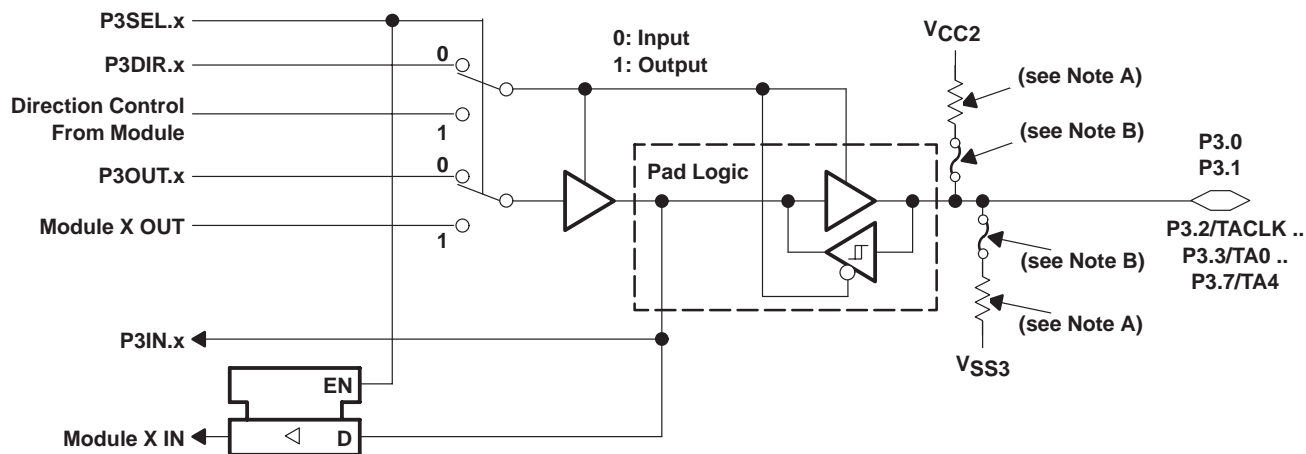 P3SEL.x
P3DIR.x
Direction Control
From Module
P3OUT.x
Module X OUT
P3IN.x
Module X IN
0
1
0
1
0: Input
1: Output
Pad Logic
EN
D
VCC2
(see Note A)
(see Note B)
(see Note B)
(see Note A)
VSS3
P3.0
P3.1
P3.2/TACLK ..
P3.3/TA0 ..
P3.7/TA4